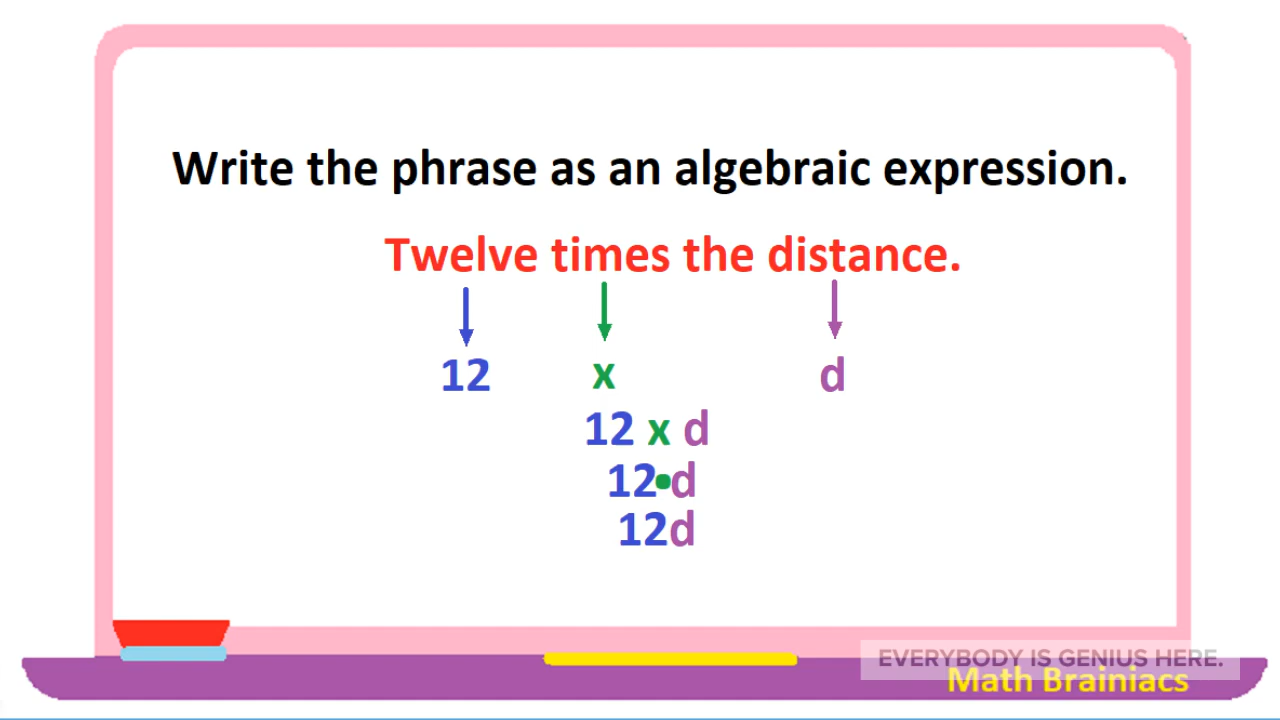 Write the phrase as an algebraic expression.
Twelve times the distance.
12 x d
12 x d
12•d
12d
EVERYBODY IS GENIUS HERE.
Math Brainiacs